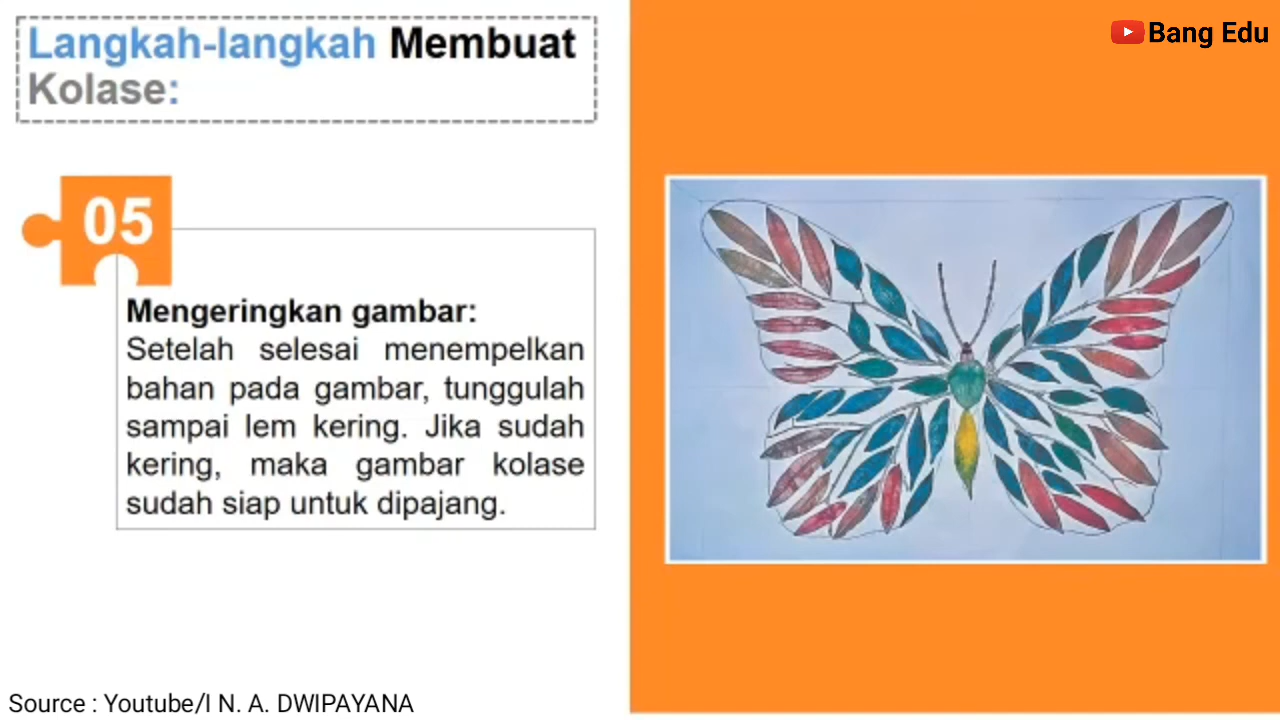 Langkah-langkah Membuat
Kolase:
Bang Edu
05
Mengeringkan gambar:
Setelah selesai menempelkan
bahan pada gambar, tunggulah
sampai lem kering. Jika sudah
kering, maka gambar kolase
sudah siap untuk dipajang.
Source : Youtube/I N. A. DWIPAYANA